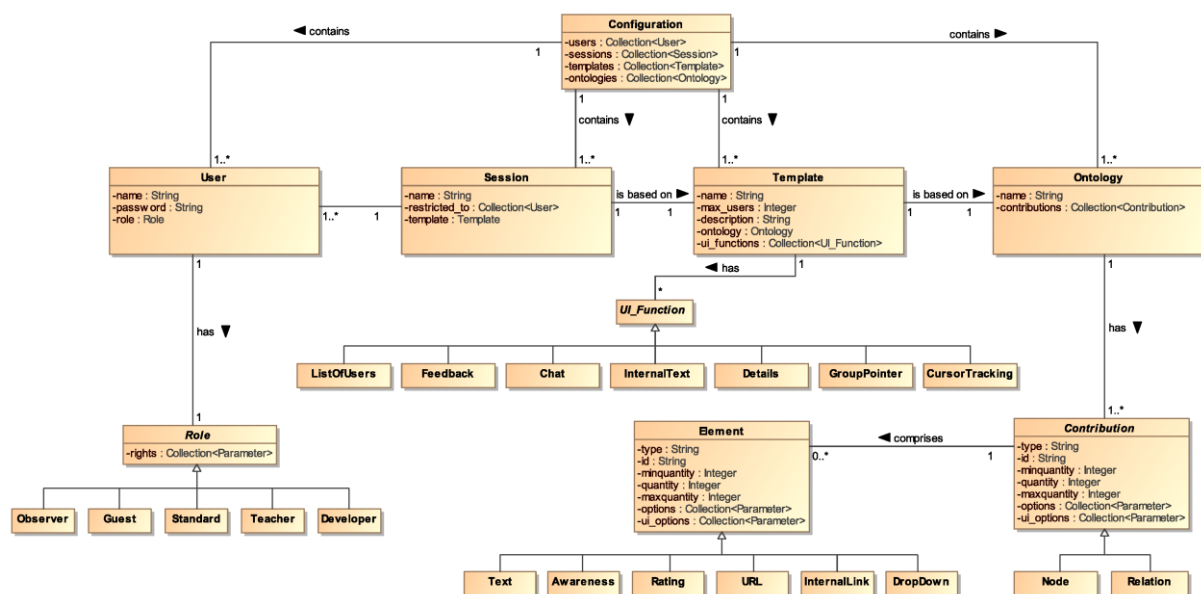 Configuration
-users : Collection<User>
-sessions : Collection<Session>
-templates : Collection<Template>
-ontologies : Collection<Ontology>
◄ contains
1
1
contains ►
1
contains ▼
1
contains ▼
1..*
1..*
1..*
1..*
User
-name : String
-password : String
-role : Role
1..*
1
Session
-name : String
-restricted_to : Collection<User>
-template : Template
is based on ►
1
1
Template
-name : String
-max_users : Integer
-description : String
-ontology : Ontology
-ui_functions : Collection<UI_Function>
is based on ►
1
1
Ontology
-name : String
-contributions : Collection<Contribution>
1
has ▼
1
1
◄ has
*
UI_Function
ListOfUsers
Feedback
Chat
InternalText
Details
GroupPointer
CursorTracking
1
has ▼
1..*
Role
-rights : Collection<Parameter>
Observer
Guest
Standard
Teacher
Developer
Element
-type : String
-id : String
-minquantity : Integer
-quantity : Integer
-maxquantity : Integer
-options : Collection<Parameter>
-ui_options : Collection<Parameter>
◄ comprises
0..*
1
Contribution
-type : String
-id : String
-minquantity : Integer
-quantity : Integer
-maxquantity : Integer
-options : Collection<Parameter>
-ui_options : Collection<Parameter>
Text
Awareness
Rating
URL
InternalLink
DropDown
Node
Relation